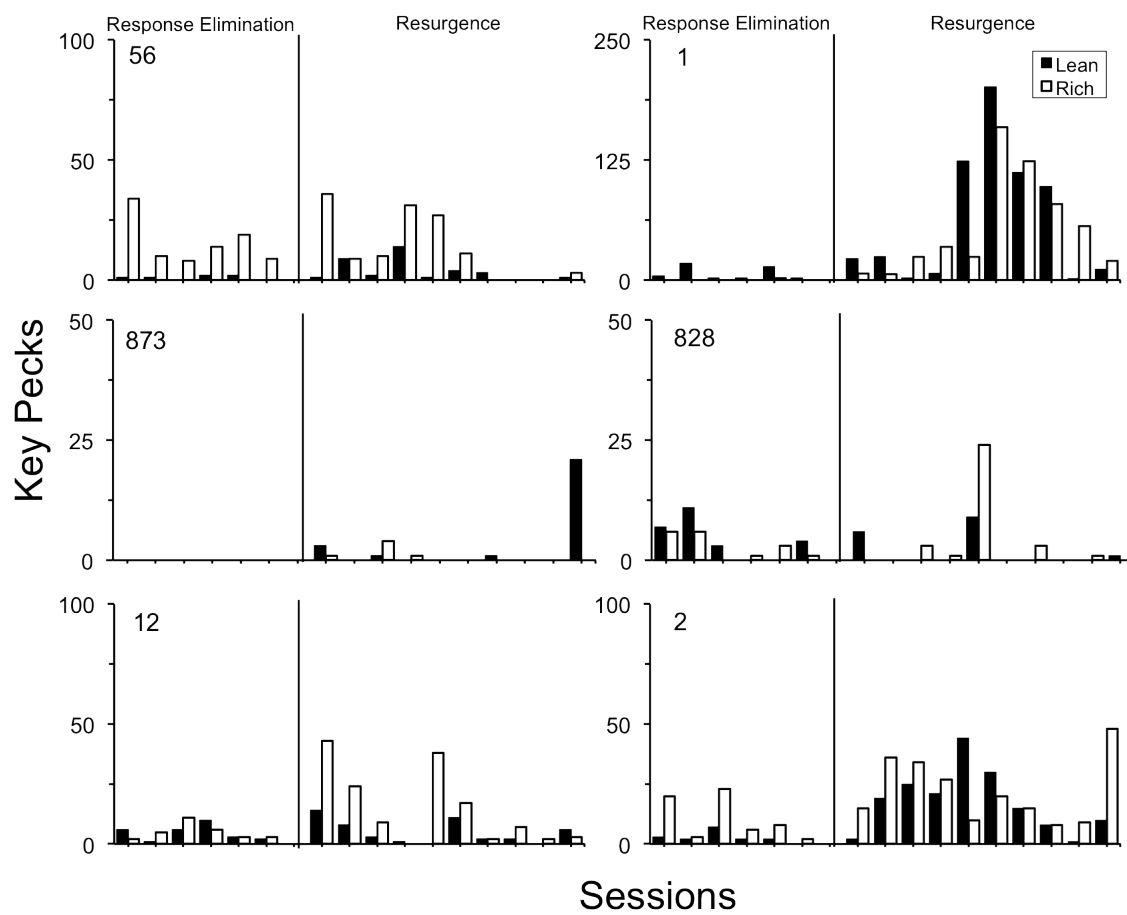 Response Elimination Resurgence Response Elimination Resurgence
100 56 250 1
Lean
Rich
50 125
0 0
50 873 50 828
25 25
0 0
100 12 100 2
50 50
0 0
Key Pecks
Sessions